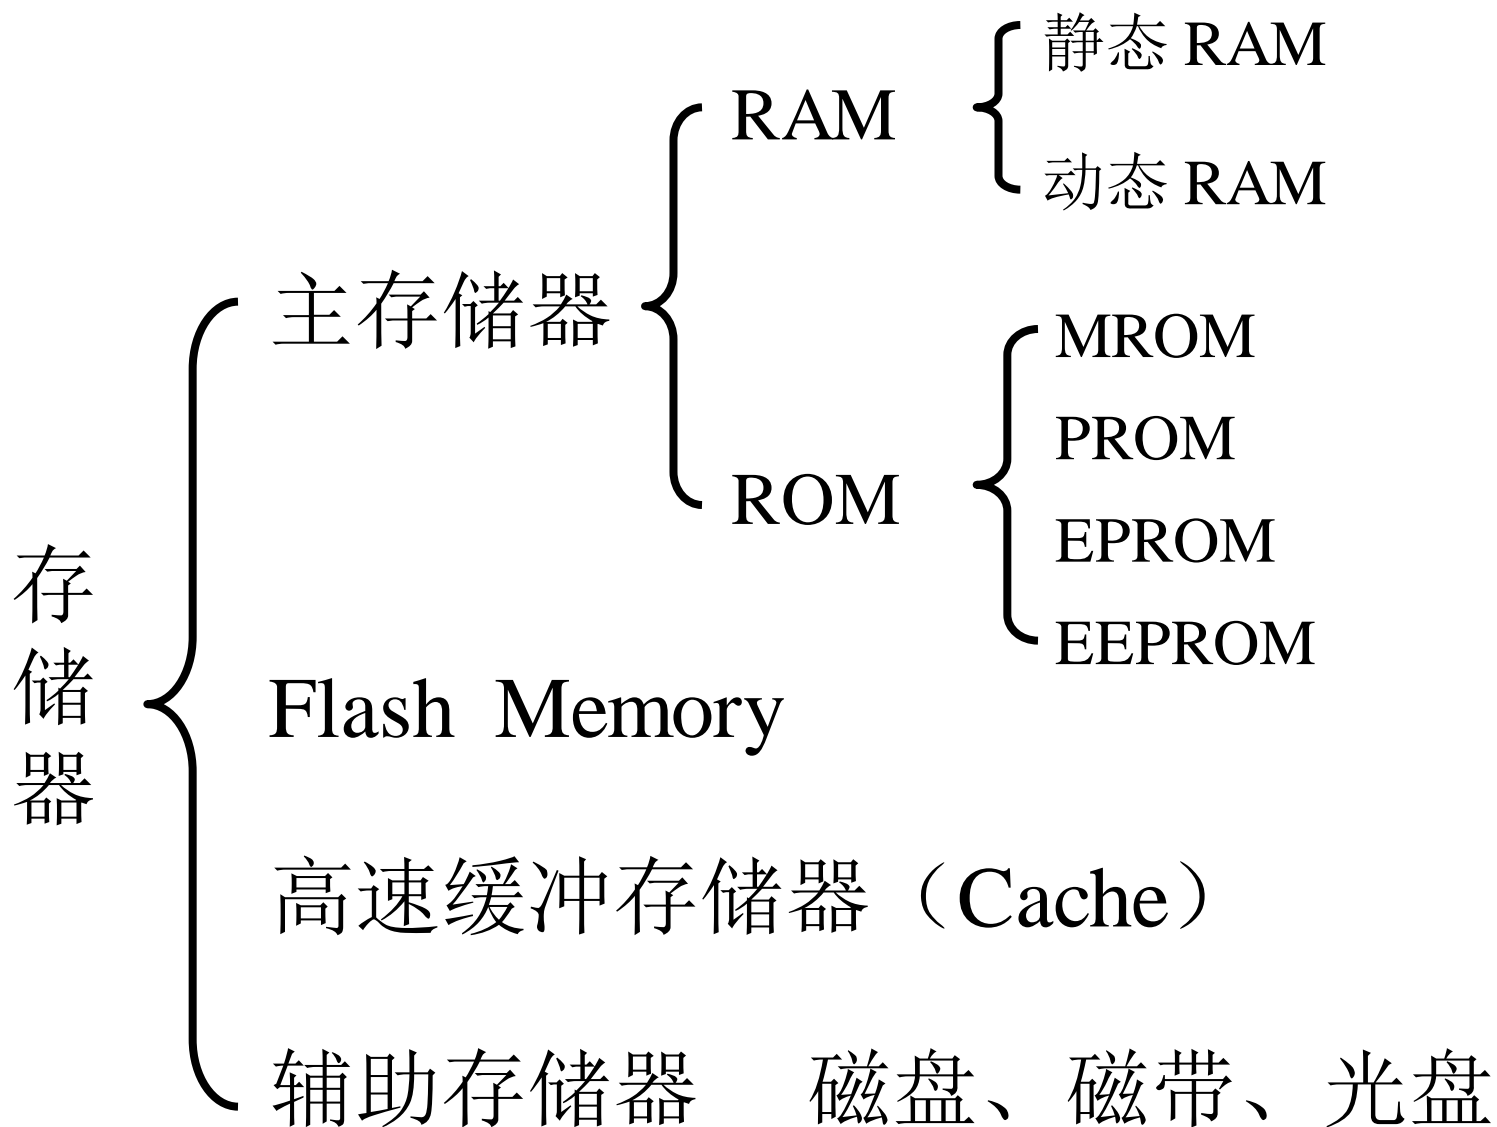 静态 RAM
RAM
动态 RAM
主存储器
MROM
PROM
ROM
EPROM
EEPROM
存储器
Flash Memory
高速缓冲存储器（Cache）
辅助存储器 磁盘、磁带、光盘